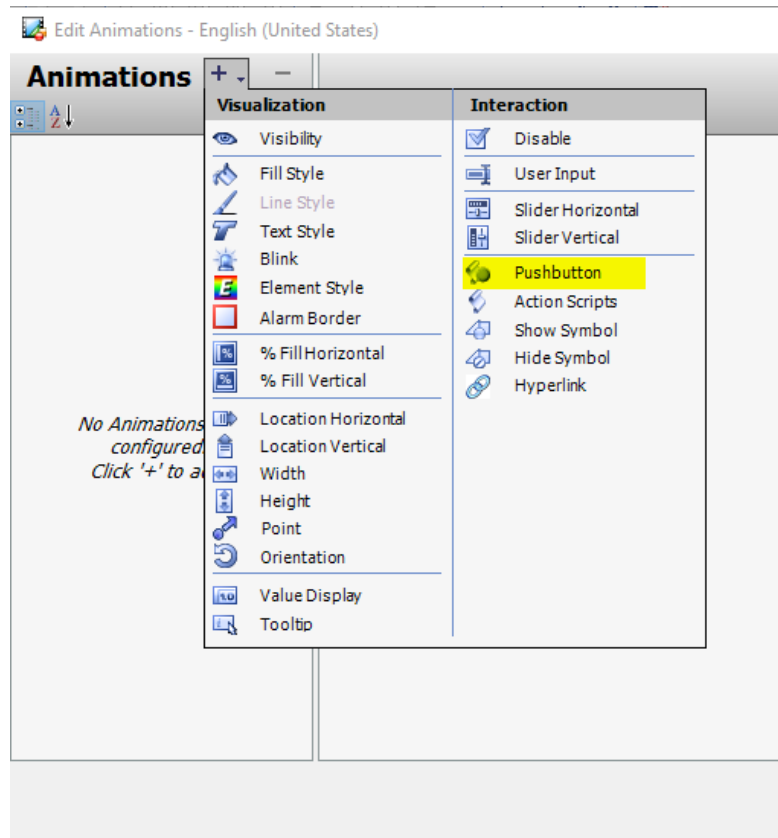 Edit Animations - English (United States)
Animations + -
A
Z
Visualization
Visibility
Fill Style
Line Style
Text Style
Blink
E
Element Style
Alarm Border
%
% Fill Horizontal
%
% Fill Vertical
Location Horizontal
Location Vertical
Width
Height
Point
Orientation
1.0
Value Display
Tooltip
Interaction
Disable
User Input
Slider Horizontal
Slider Vertical
Pushbutton
Action Scripts
Show Symbol
Hide Symbol
Hyperlink
No Animations
configured.
Click '+' to a